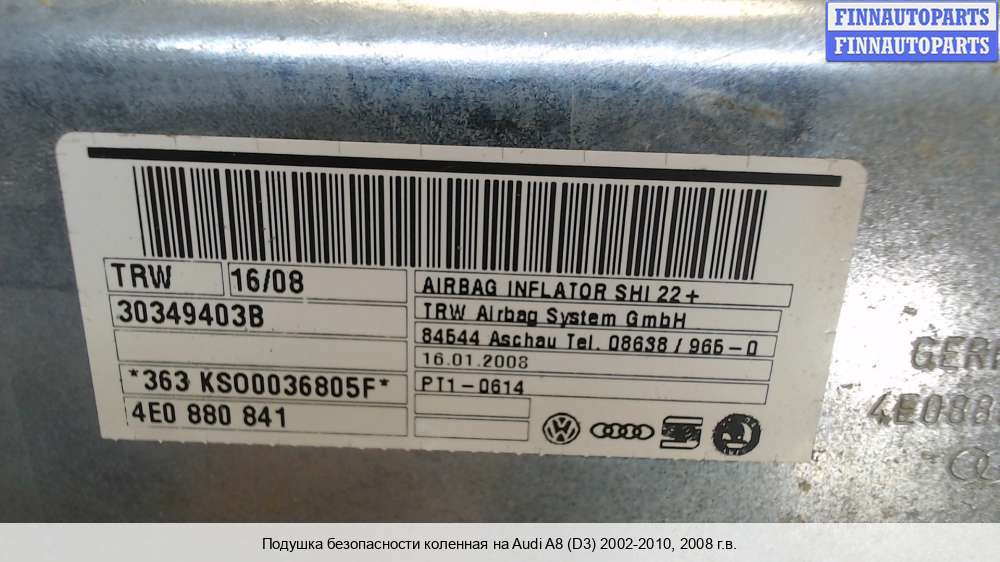 FINNAUTOPARTS
FINNAUTOPARTS
TRW
16/08
30349403B
*363 KS00036805F*
4E0 880 841
AIRBAG INFLATOR SHI 22+
TRW Airbag System GmbH
84544 Aschau Tel. 08638 / 966-0
16.01.2008
PT1-0614
Подушка безопасности коленная на Audi A8 (D3) 2002-2010, 2008 г.в.